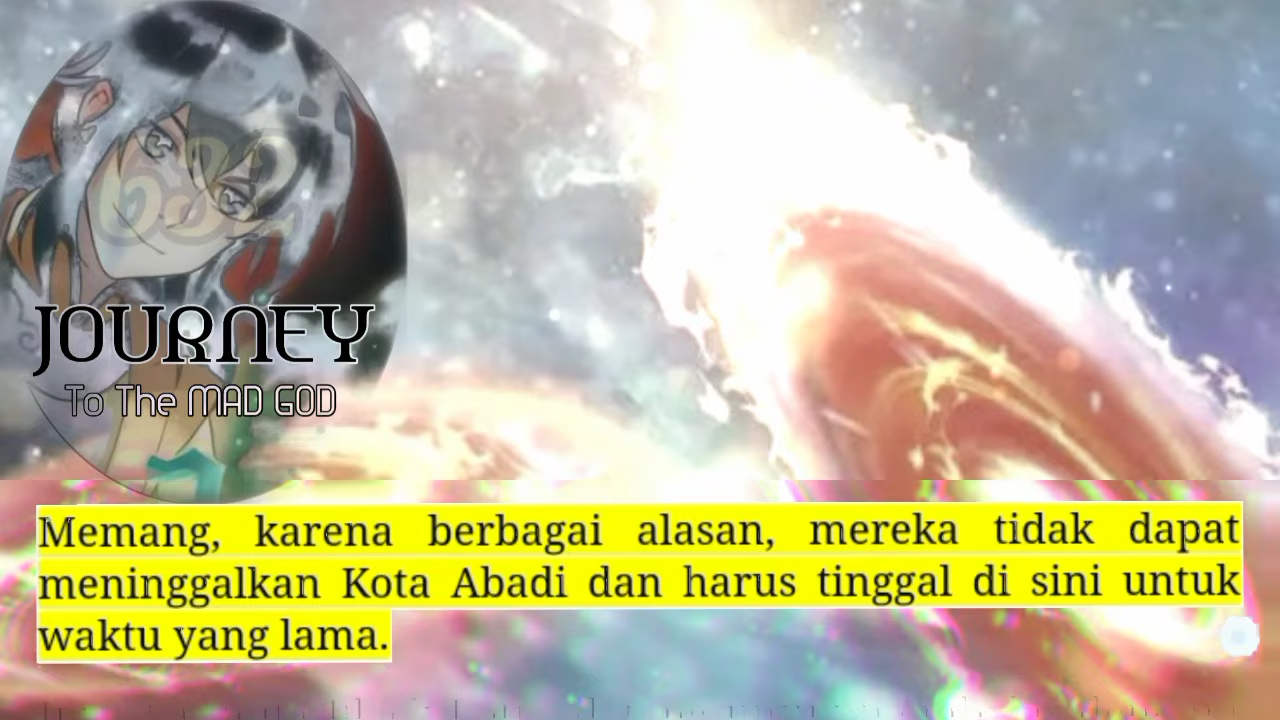 JOURNEY
To The MAD GOD
Memang, karena berbagai alasan, mereka tidak dapat
meninggalkan Kota Abadi dan harus tinggal di sini untuk
waktu yang lama.